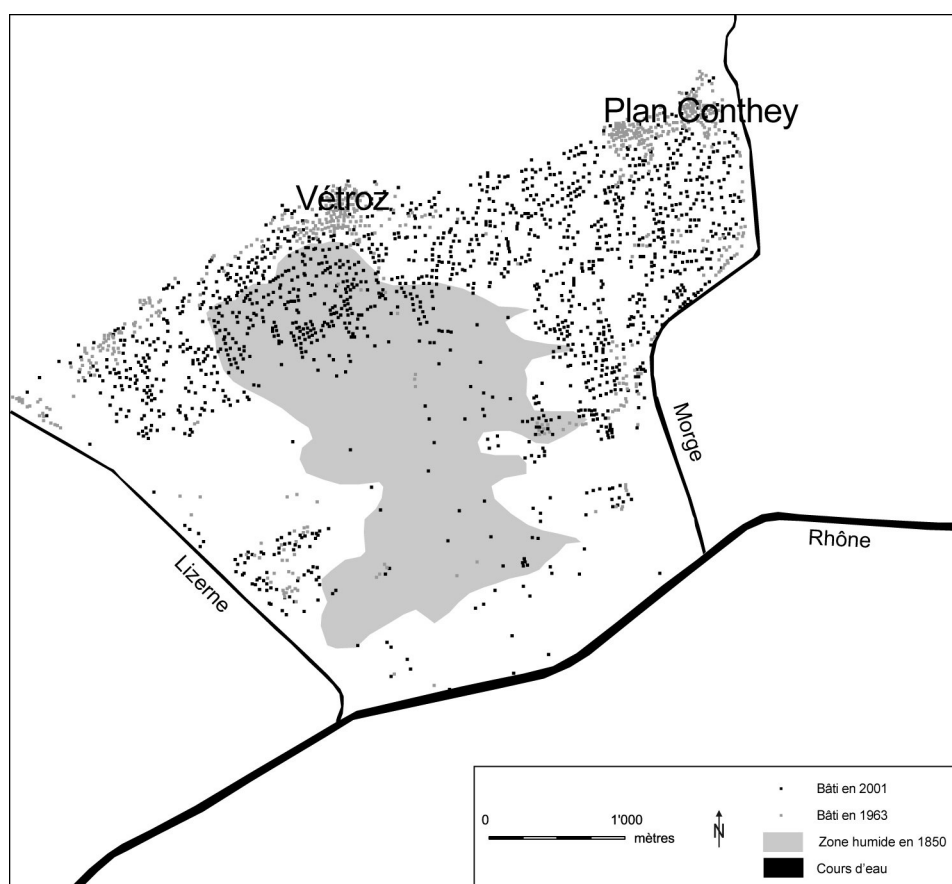 Plan Conthey
Vétroz
Morge
Rhône
Lizerne
0 1'000
mètres
N
Bâti en 2001
Bâti en 1963
Zone humide en 1850
Cours d'eau